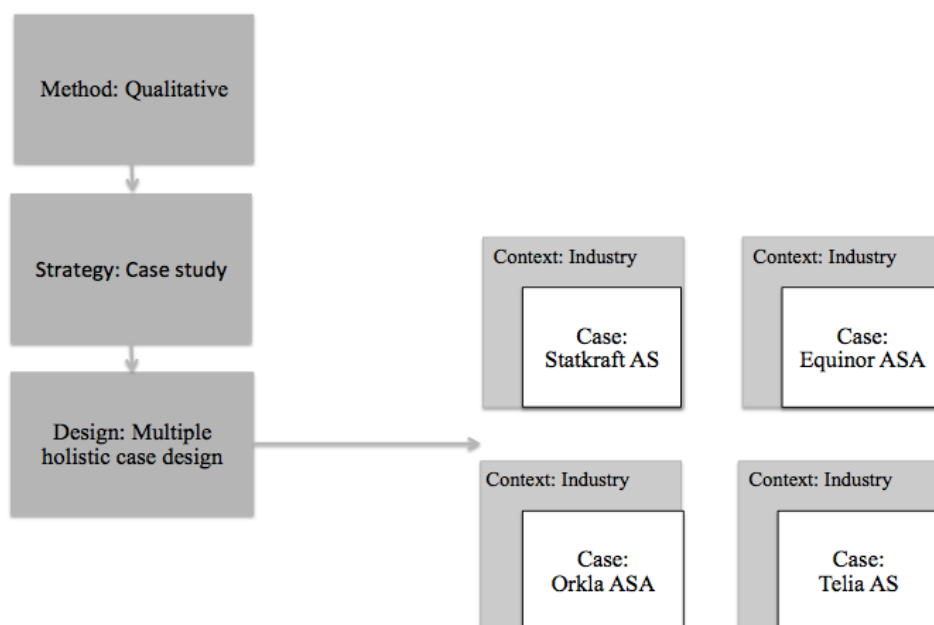 Method: Qualitative
Strategy: Case study
Design: Multiple
holistic case design
Context: Industry
Case:
Statkraft AS
Context: Industry
Case:
Equinor ASA
Context: Industry
Case:
Orkla ASA
Context: Industry
Case:
Telia AS